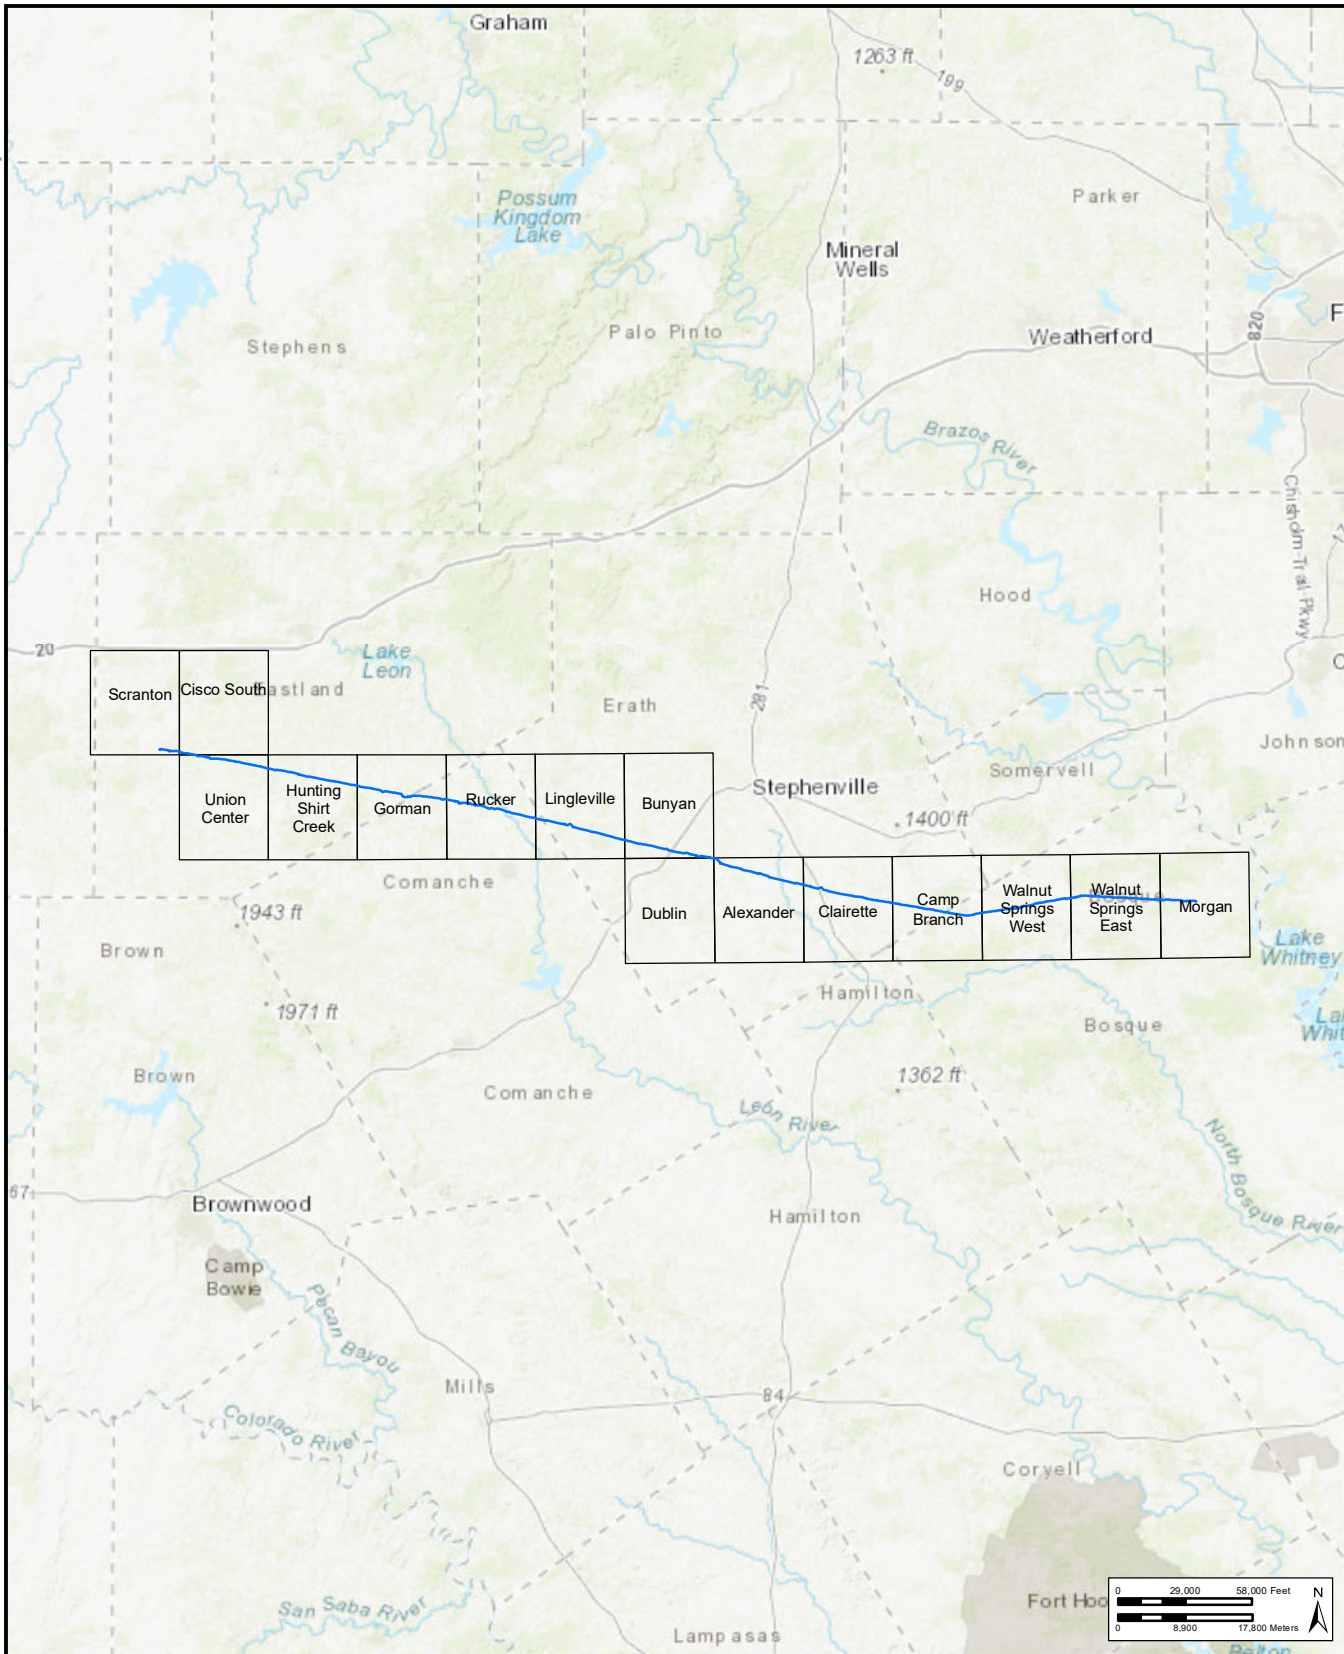 Graham
1263 ft
199
Parker
Possum
Kingdom
Lake
Mineral
Wells
Stephens
Palo Pinto
Weatherford
820
F
Brazos River
Chisholm-Trail-Pkwy
Hood
20
Lake
Leon
Scranton
Cisco South
Eastland
Erath
281
Johnson
Somervell
Stephenville
1400 ft
Union
Center
Hunting
Shirt
Creek
Gorman
Rucker
Lingleville
Bunyan
Comanche
1943 ft
Dublin
Alexander
Clairette
Camp
Branch
Walnut
Springs
West
Walnut
Springs
East
Bosque
Morgan
Brown
Lake
Whitney
Hamilton
1971 ft
Bosque
Brown
1362 ft
Comanche
Leon River
North Bosque River
67
Brownwood
Hamilton
Camp
Bowie
Pecan Bayou
Mills
84
Colorado River
Coryell
San Saba River
Fort Hoo
Lampasas
Belton
0 29,000 58,000 Feet
N
0 8,900 17,800 Meters